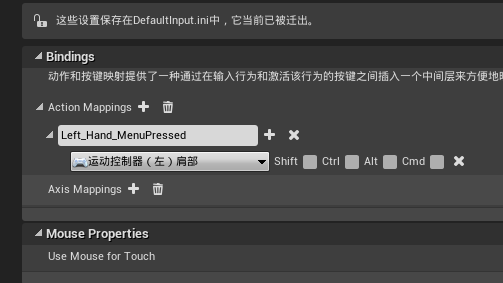 这些设置保存在DefaultInput.ini中，它当前已被迁出。
Bindings
动作和按键映射提供了一种通过在输入行为和激活该行为的按键之间插入一个中间层来方便地
Action Mappings
Left_Hand_MenuPressed
运动控制器（左）肩部 Shift Ctrl Alt Cmd
Axis Mappings
Mouse Properties
Use Mouse for Touch